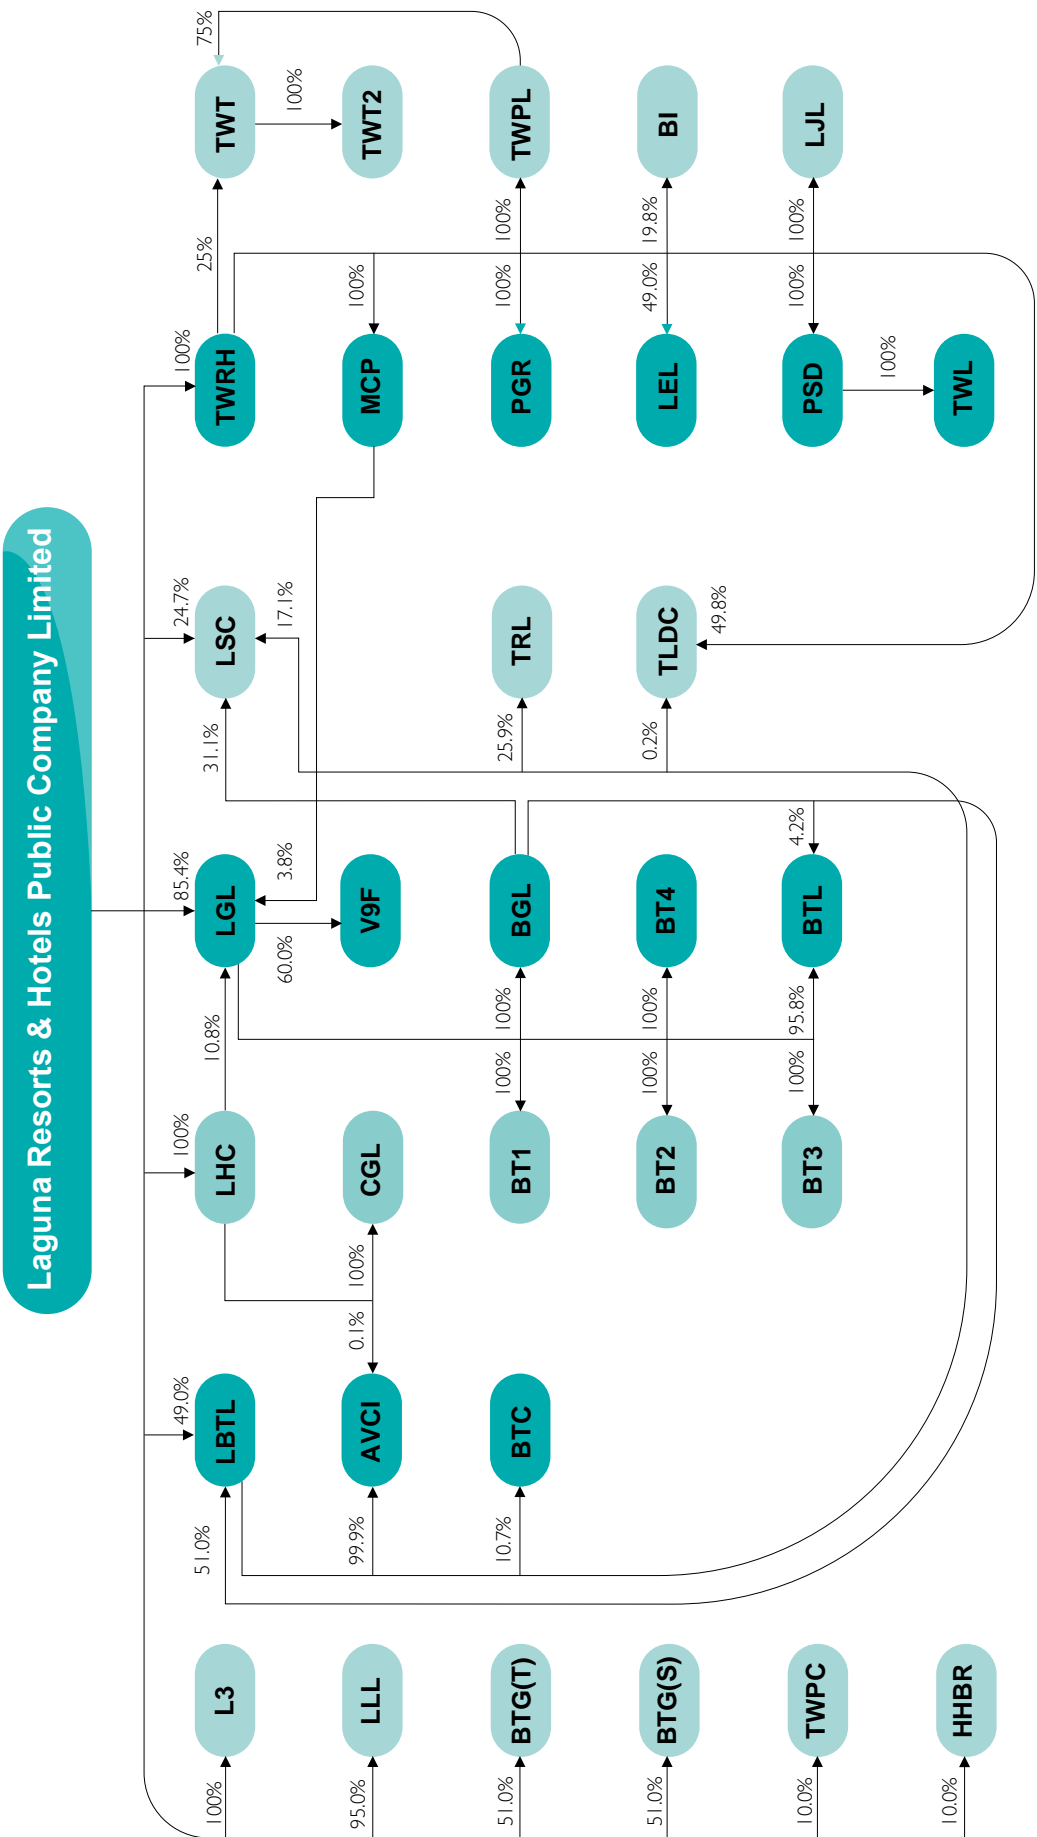 Laguna Resorts & Hotels Public Company Limited
100%
L3
95.0%
LLL
51.0%
BTG(T)
51.0%
BTG(S)
10.0%
TWPC
10.0%
HHBR
49.0%
51.0%
LBTL
99.9%
AVCI
0.1%
10.7%
BTC
100%
LHC
10.8%
100%
CGL
BT1
100%
100%
BT2
100%
100%
BT3
100%
95.8%
85.4%
LGL
3.8%
60.0%
V9F
BGL
BT4
BTL
4.2%
24.7%
31.1%
LSC
17.1%
25.9%
TRL
0.2%
TLDC
49.8%
100%
TWRH
25%
100%
MCP
PGR
100%
100%
LEL
49.0%
19.8%
PSD
100%
100%
100%
TWL
75%
TWT
100%
TWT2
TWPL
BI
LJL